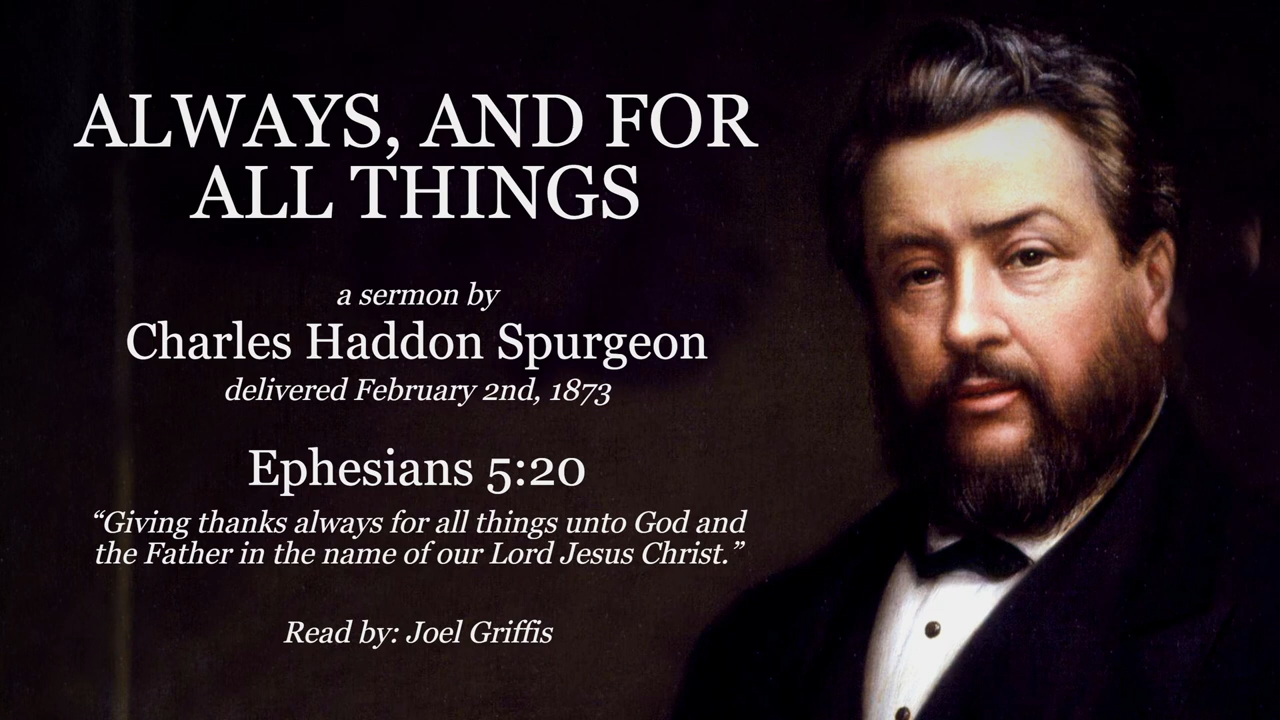 ALWAYS, AND FOR
ALL THINGS
a sermon by
Charles Haddon Spurgeon
delivered February 2nd, 1873
Ephesians 5:20
“Giving thanks always for all things unto God and
the Father in the name of our Lord Jesus Christ.”
Read by: Joel Griffis